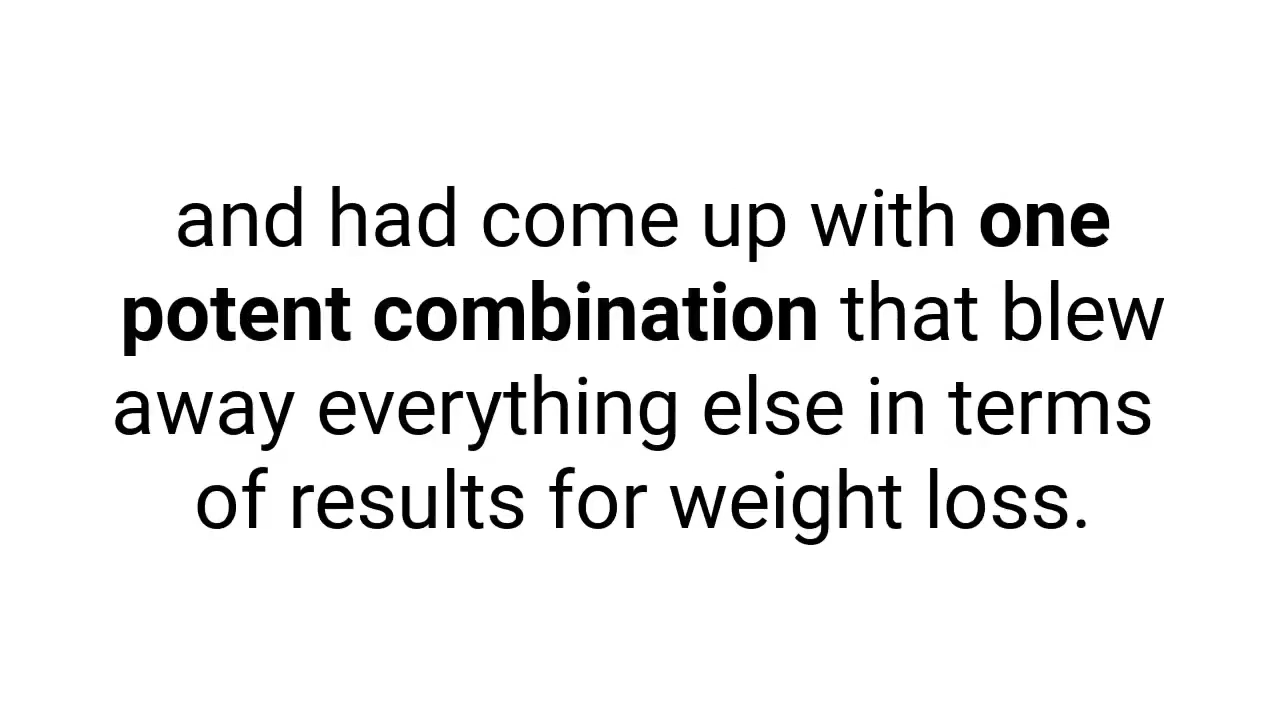 and had come up with one
potent combination that blew
away everything else in terms
of results for weight loss.